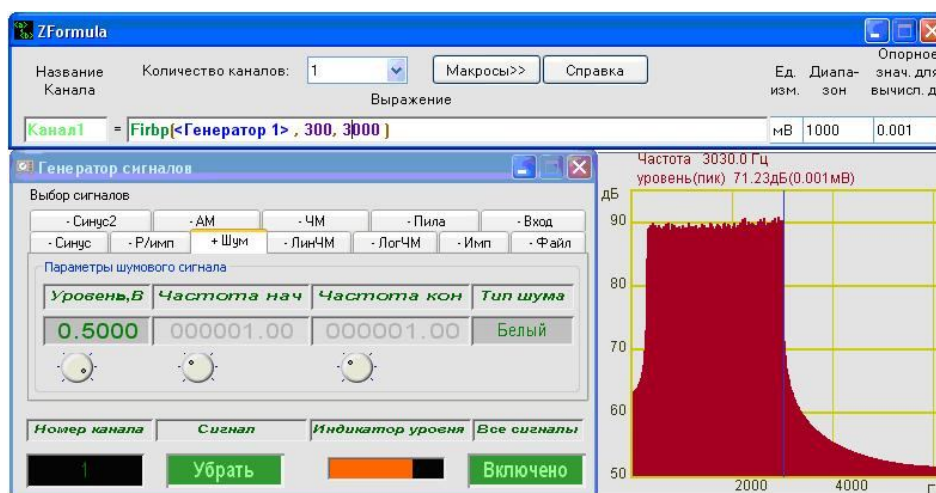 ZFormula
Название Канала
Количество каналов: 1 Макросы>> Справка
Выражение
Ед. изм.
Диапа-зон
Опорное знач. для вычисл. д
Канал1 = Firbp(<Генератор 1> , 300, 3000 ) мВ 1000 0.001
Генератор сигналов
Выбор сигналов
- Синус2 - АМ - ЧМ - Пила - Вход
- Синус - Р/имп + Шум - ЛинЧМ - ЛогЧМ - Имп - Файл
Параметры шумового сигнала
Уровень,В Частота нач Частота кон Тип шума
0.5000 000001.00 000001.00 Белый
Номер канала Сигнал Индикатор уровня Все сигналы
1 Убрать Включено
Частота 3030.0 Гц
уровень(пик) 71.23дБ(0.001мВ)
дБ
90
80
70
60
50
2000 4000 Г